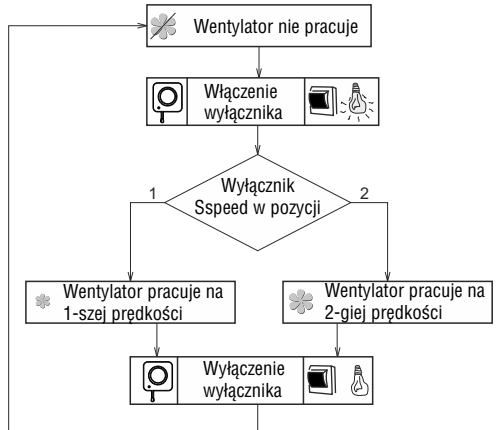 Wentylator nie pracuje
Włączenie
wyłącznika
Wyłącznik
Sspeed w pozycji
1
2
Wentylator pracuje na
1-szej prędkości
Wentylator pracuje na
2-giej prędkości
Wyłączenie
wyłącznika